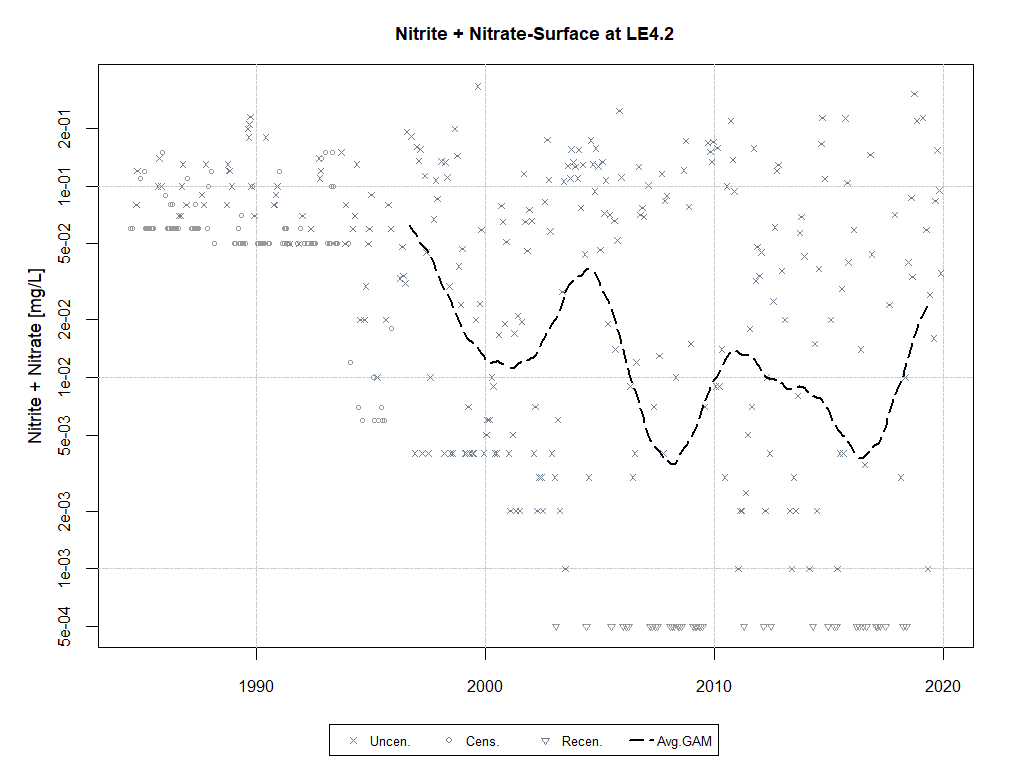 Nitrite + Nitrate-Surface at LE4.2
Nitrite + Nitrate [mg/L]
2e-01
1e-01
5e-02
2e-02
1e-02
5e-03
2e-03
1e-03
5e-04
1990 2000 2010 2020
Uncen. Cens. Recen. Avg.GAM